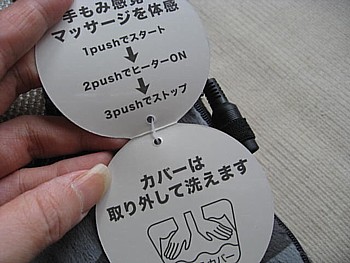 手もみ感覚
マッサージを体感
1pushでスタート
2pushでヒーターON
3pushでストップ
カバーは
取り外して洗えます
カバー